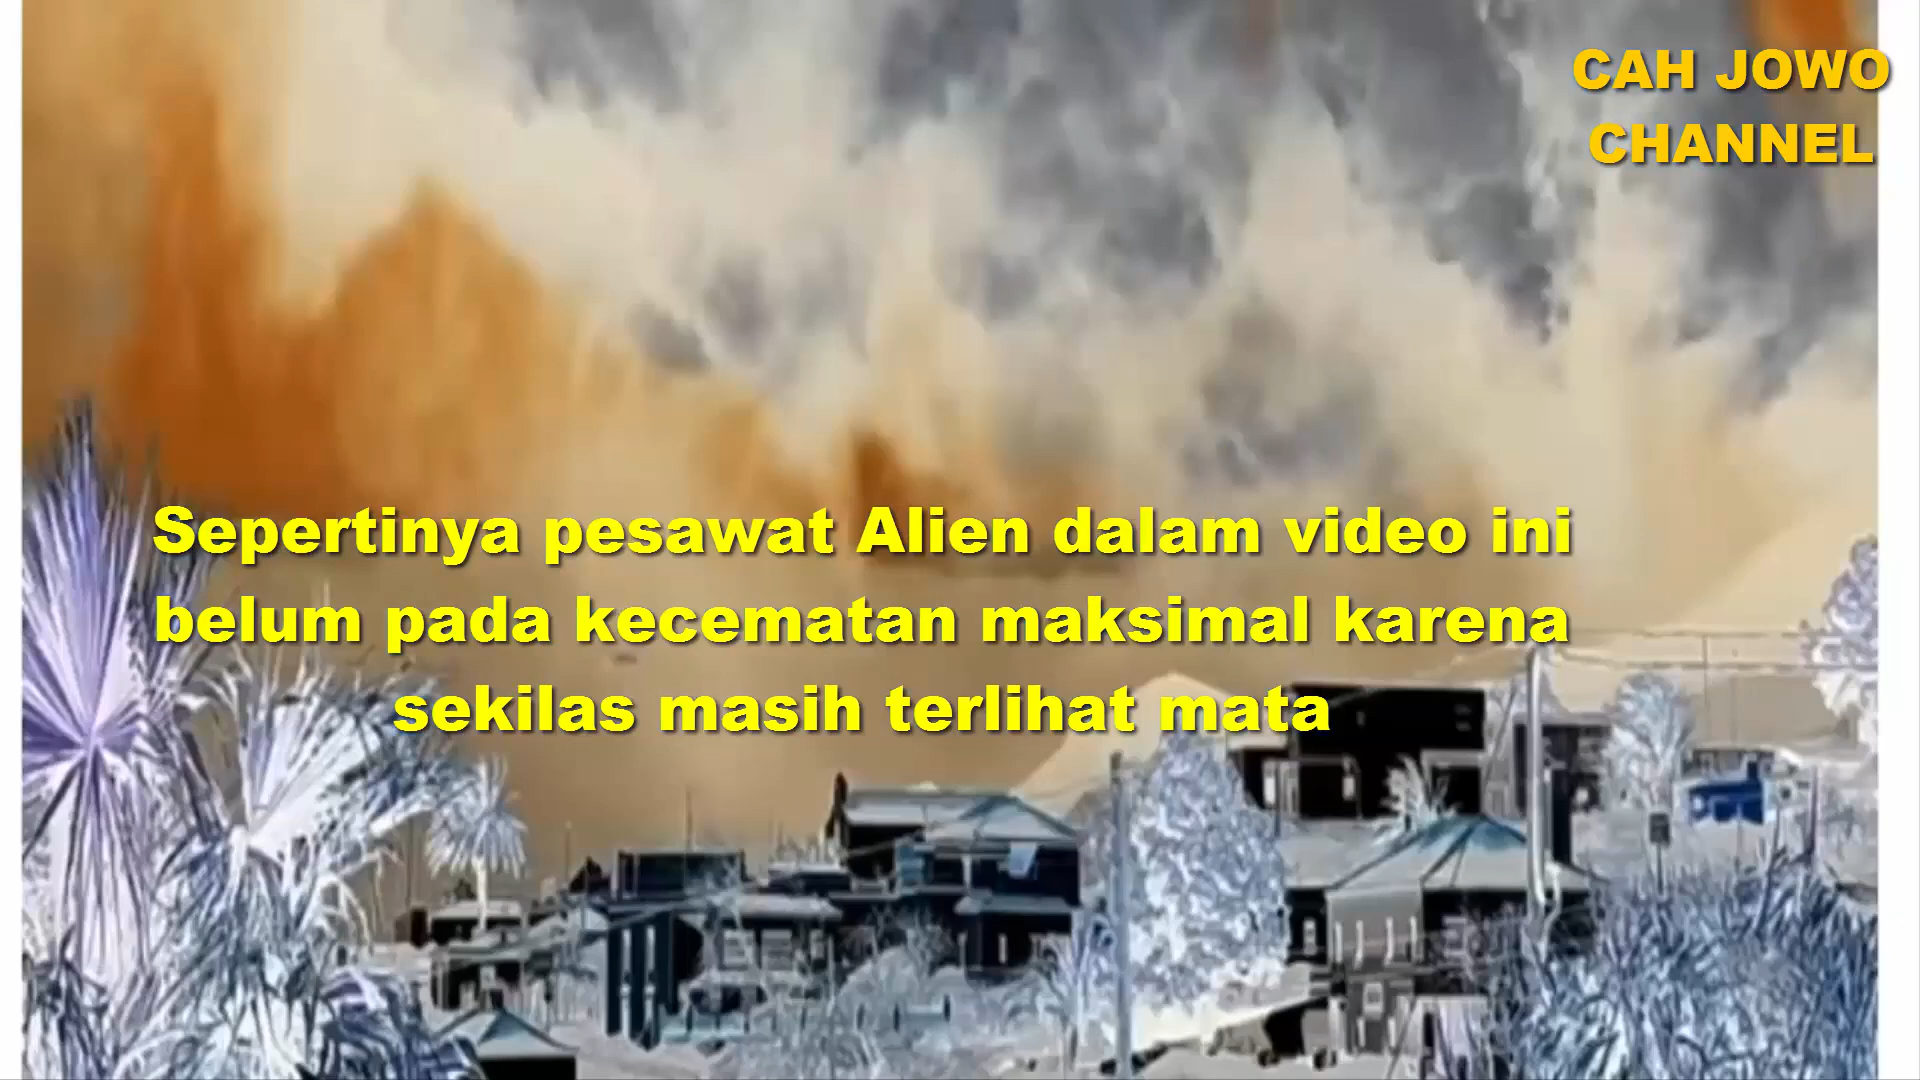 CAH JOWO
CHANNEL
Sepertinya pesawat Alien dalam video ini
belum pada kecematan maksimal karena
sekilas masih terlihat mata